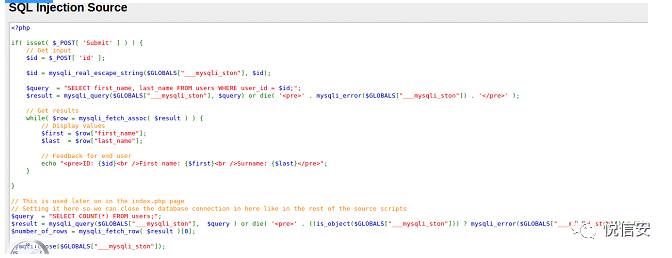 SQL Injection Source
<?php
if( isset( $_POST[ 'Submit' ] ) ) {
// Get input
$id = $_POST[ 'id' ];
$id = mysqli_real_escape_string($GLOBALS["___mysqli_ston"], $id);
$query = "SELECT first_name, last_name FROM users WHERE user_id = $id;";
$result = mysqli_query($GLOBALS["___mysqli_ston"], $query) or die( '<pre>' . mysqli_error($GLOBALS["___mysqli_ston"]) . '</pre>' );
// Get results
while( $row = mysqli_fetch_assoc( $result ) ) {
// Display values
$first = $row["first_name"];
$last = $row["last_name"];
// Feedback for end user
echo "<pre>ID: {$id}<br />First name: {$first}<br />Surname: {$last}</pre>";
}
}
// This is used later on in the index.php page
// Setting it here so we can close the database connection in here like in the rest of the source scripts
$query = "SELECT COUNT(*) FROM users;";
$result = mysqli_query($GLOBALS["___mysqli_ston"], $query ) or die( '<pre>' . ((is_object($GLOBALS["___mysqli_ston"])) ? mysqli_error($GLOBALS["
$number_of_rows = mysqli_fetch_row( $result )[0];
($GLOBALS["___mysqli_ston"]);
悦信安